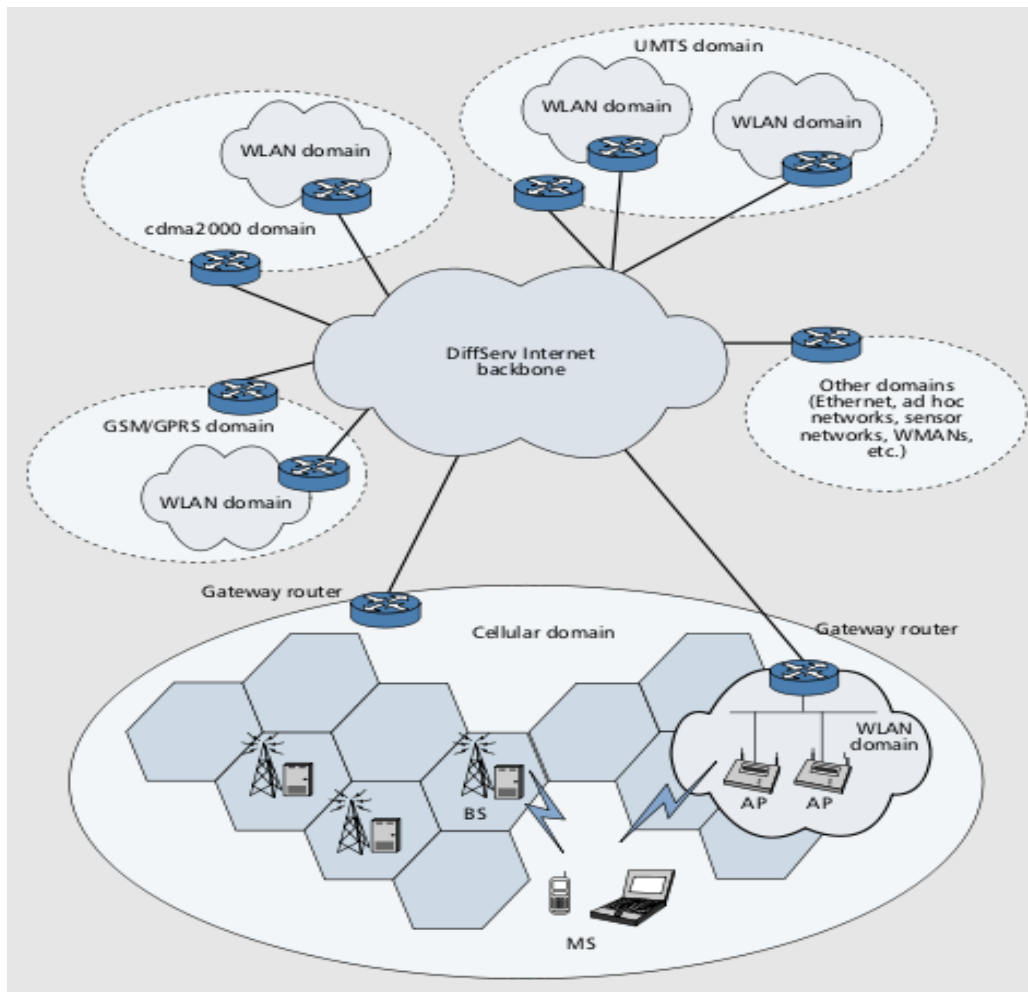 UMTS domain
WLAN domain
WLAN domain
WLAN domain
cdma2000 domain
DiffServ Internet
backbone
Other domains
(Ethernet, ad hoc
networks, sensor
networks, WMANs,
etc.)
GSM/GPRS domain
WLAN domain
Gateway router
Cellular domain
Gateway router
WLAN
domain
AP
AP
BS
MS